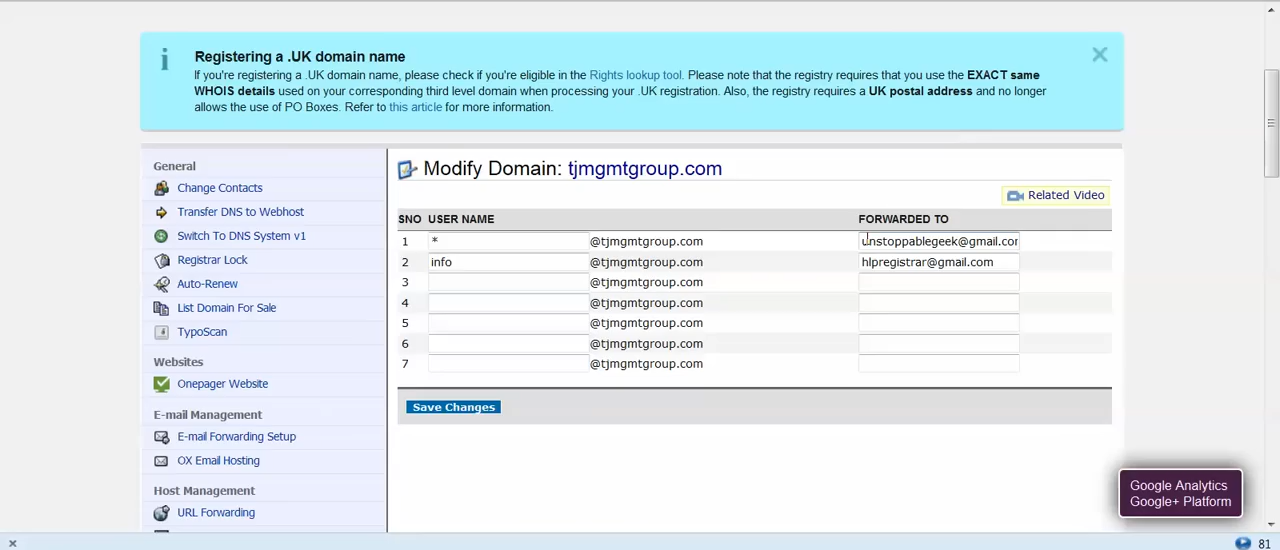 Registering a .UK domain name
If you're registering a .UK domain name, please check if you're eligible in the Rights lookup tool. Please note that the registry requires that you use the EXACT same
WHOIS details used on your corresponding third level domain when processing your .UK registration. Also, the registry requires a UK postal address and no longer
allows the use of PO Boxes. Refer to this article for more information.
General
Change Contacts
Transfer DNS to Webhost
Switch To DNS System v1
Registrar Lock
Auto-Renew
List Domain For Sale
TypoScan
Websites
Onepager Website
E-mail Management
E-mail Forwarding Setup
OX Email Hosting
Host Management
URL Forwarding
Modify Domain: tjmgmtgroup.com
Related Video
SNO USER NAME FORWARDED TO
1 * @tjmgmtgroup.com unstoppablegeek@gmail.com
2 info @tjmgmtgroup.com hlpregistrar@gmail.com
3 @tjmgmtgroup.com
4 @tjmgmtgroup.com
5 @tjmgmtgroup.com
6 @tjmgmtgroup.com
7 @tjmgmtgroup.com
Save Changes
Google Analytics
Google+ Platform
81